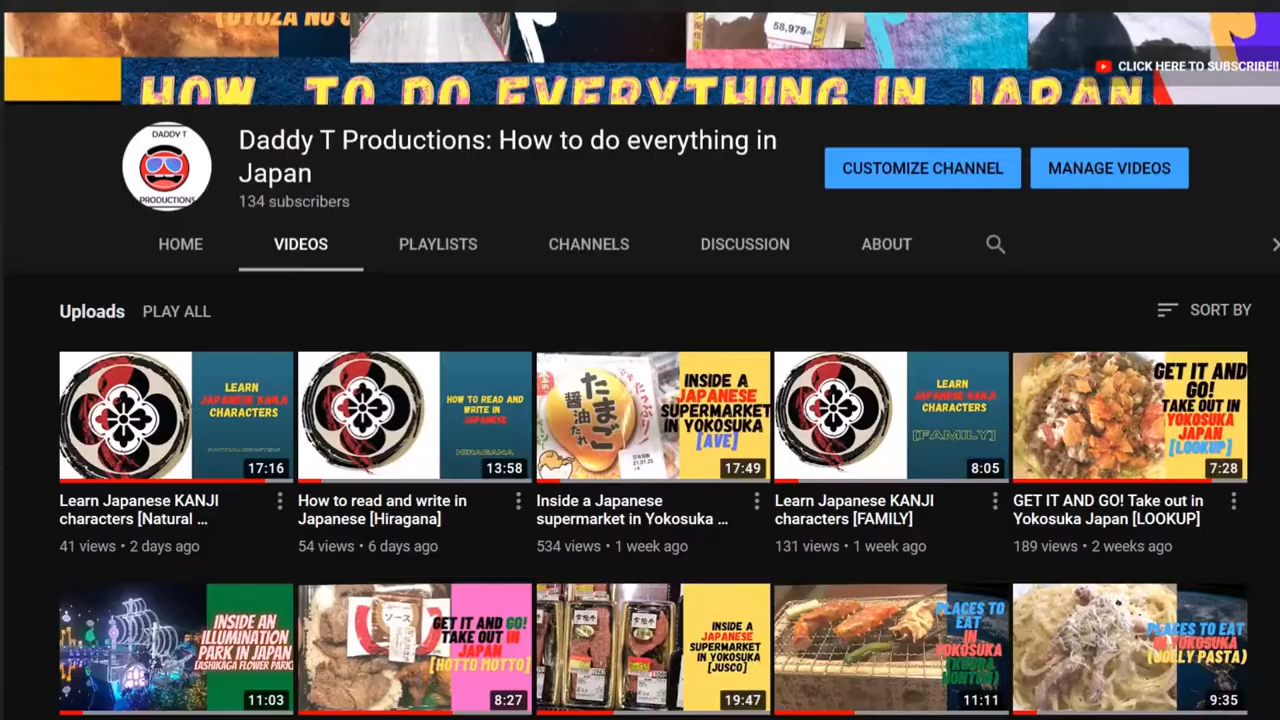 58,979
CLICK HERE TO SUBSCRIBE!!
HOW TO DO EVERYTHING IN JAPAN
DADDY T
PRODUCTIONS
Daddy T Productions: How to do everything in
Japan
134 subscribers
CUSTOMIZE CHANNEL
MANAGE VIDEOS
HOME
VIDEOS
PLAYLISTS
CHANNELS
DISCUSSION
ABOUT
Uploads
PLAY ALL
SORT BY
LEARN
JAPANESE KANJI
CHARACTERS
17:16
HOW TO READ AND
WRITE IN
JAPANESE
HIRAGANA
13:58
たまご
醤油だれ
INSIDE A
JAPANESE
SUPERMARKET
IN YOKOSUKA
[AVE]
17:49
LEARN
JAPANESE KANJI
CHARACTERS
[FAMILY]
8:05
GET IT AND
GO!
TAKE OUT IN
YOKOSUKA
JAPAN
[LOOKUP]
7:28
Learn Japanese KANJI
characters [Natural ...
41 views • 2 days ago
How to read and write in
Japanese [Hiragana]
54 views • 6 days ago
Inside a Japanese
supermarket in Yokosuka ...
534 views • 1 week ago
Learn Japanese KANJI
characters [FAMILY]
131 views • 1 week ago
GET IT AND GO! Take out in
Yokosuka Japan [LOOKUP]
189 views • 2 weeks ago
INSIDE AN
ILLUMINATION
PARK IN JAPAN
[ASHIKAGA FLOWER PARK]
11:03
ソース
GET IT AND GO!
TAKE OUT IN
JAPAN
[HOTTO MOTTO]
8:27
INSIDE A
JAPANESE
SUPERMARKET
IN YOKOSUKA
[JUSCO]
19:47
PLACES TO
EAT
IN
YOKOSUKA
11:11
PLACES TO EAT
IN YOKOSUKA
(JOLLY PASTA)
9:35